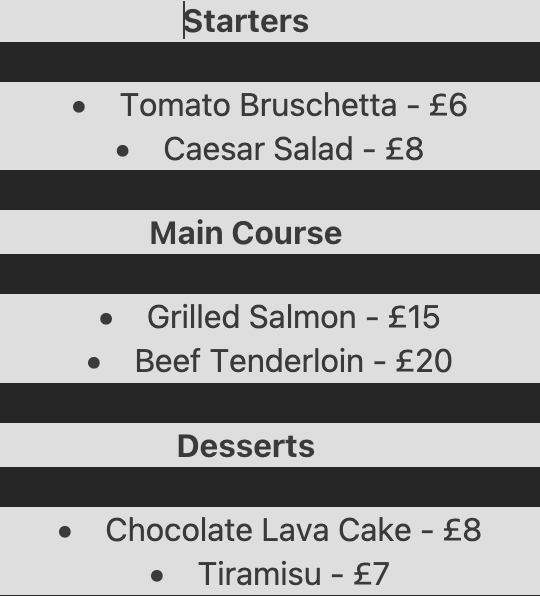 Starters
• Tomato Bruschetta - £6
• Caesar Salad - £8
Main Course
• Grilled Salmon - £15
• Beef Tenderloin - £20
Desserts
• Chocolate Lava Cake - £8
• Tiramisu - £7